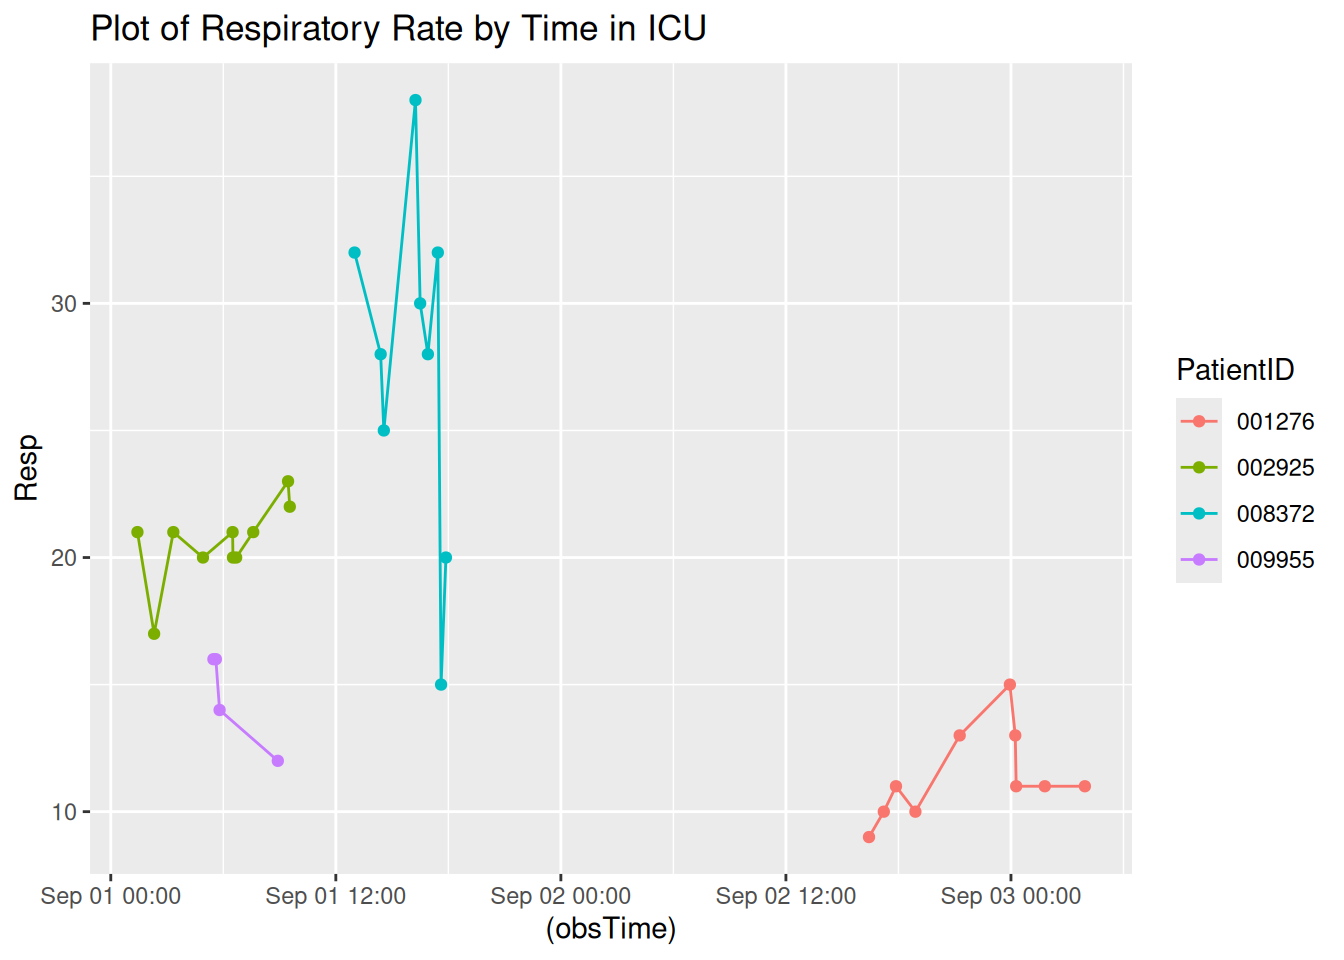 Plot of Respiratory Rate by Time in ICU
Resp
30
20
10
Sep 01 00:00 Sep 01 12:00 Sep 02 00:00 Sep 02 12:00 Sep 03 00:00
(obsTime)
PatientID
001276
002925
008372
009955